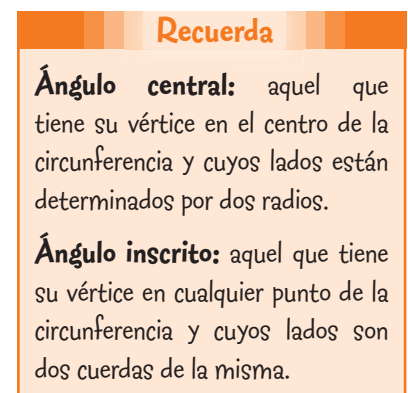 Recuerda
Ángulo central: aquel que
tiene su vértice en el centro de la
circunferencia y cuyos lados están
determinados por dos radios.
Ángulo inscrito: aquel que tiene
su vértice en cualquier punto de la
circunferencia y cuyos lados son
dos cuerdas de la misma.